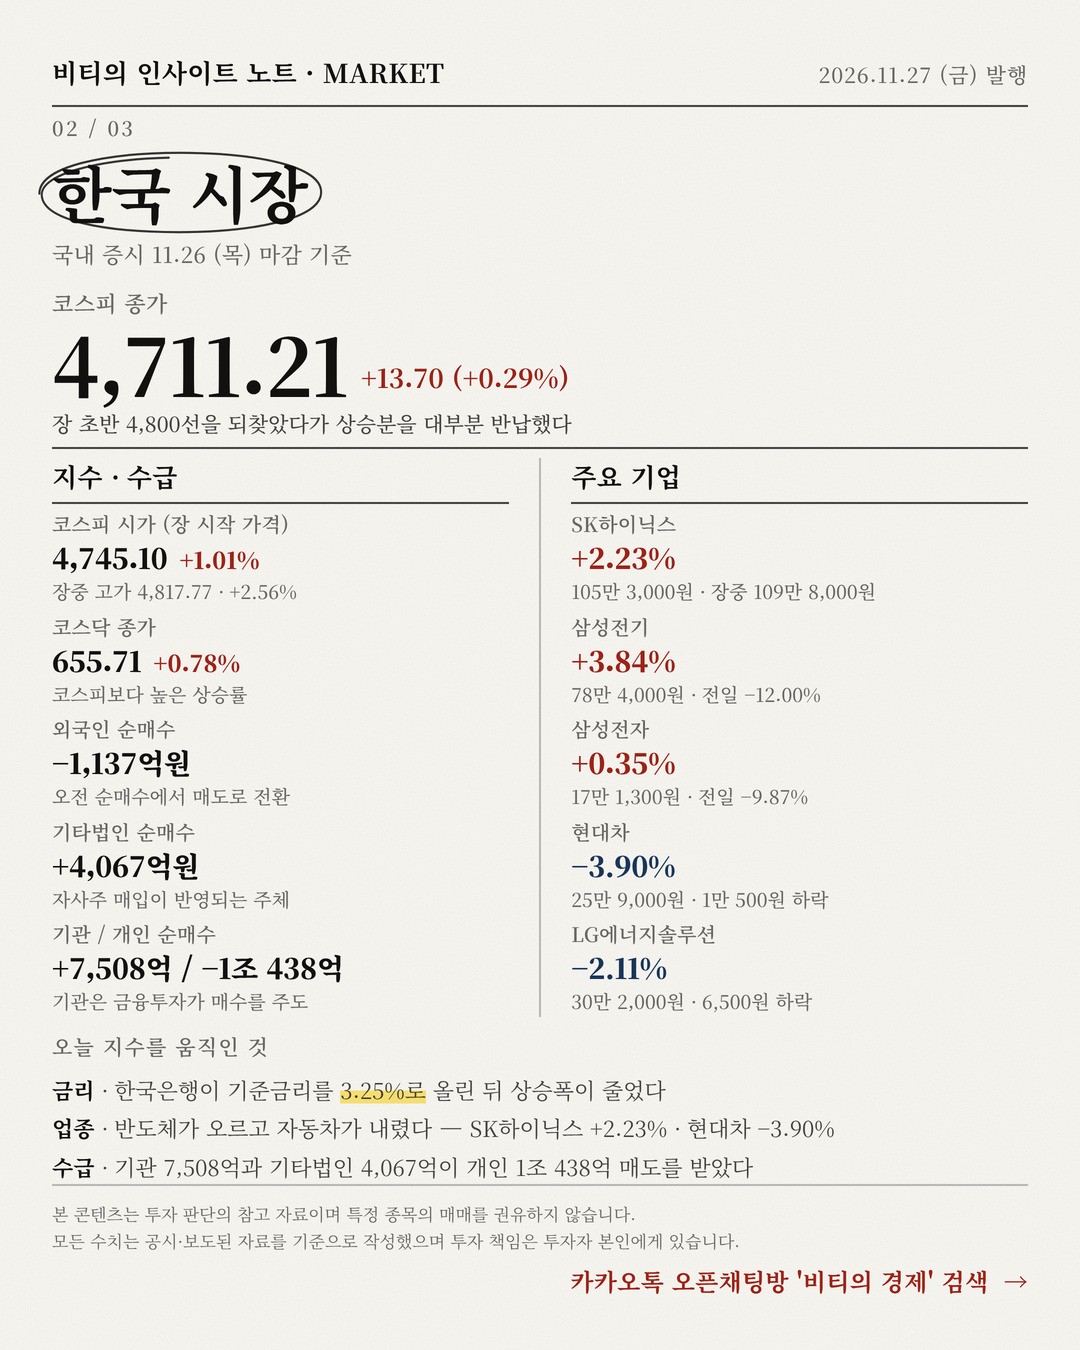 비티의 인사이트 노트 · MARKET
2026.11.27 (금) 발행
02 / 03
한국 시장
국내 증시 11.26 (목) 마감 기준
코스피 종가
4,711.21 +13.70 (+0.29%)
장 초반 4,800선을 되찾았다가 상승분을 대부분 반납했다
지수 · 수급
코스피 시가 (장 시작 가격)
4,745.10 +1.01%
장중 고가 4,817.77 · +2.56%
코스닥 종가
655.71 +0.78%
코스피보다 높은 상승률
외국인 순매수
−1,137억원
오전 순매수에서 매도로 전환
기타법인 순매수
+4,067억원
자사주 매입이 반영되는 주체
기관 / 개인 순매수
+7,508억 / −1조 438억
기관은 금융투자가 매수를 주도
주요 기업
SK하이닉스
+2.23%
105만 3,000원 · 장중 109만 8,000원
삼성전기
+3.84%
78만 4,000원 · 전일 −12.00%
삼성전자
+0.35%
17만 1,300원 · 전일 −9.87%
현대차
−3.90%
25만 9,000원 · 1만 500원 하락
LG에너지솔루션
−2.11%
30만 2,000원 · 6,500원 하락
오늘 지수를 움직인 것
금리 · 한국은행이 기준금리를 3.25%로 올린 뒤 상승폭이 줄었다
업종 · 반도체가 오르고 자동차가 내렸다 — SK하이닉스 +2.23% · 현대차 −3.90%
수급 · 기관 7,508억과 기타법인 4,067억이 개인 1조 438억 매도를 받았다
본 콘텐츠는 투자 판단의 참고 자료이며 특정 종목의 매매를 권유하지 않습니다.
모든 수치는 공시·보도된 자료를 기준으로 작성했으며 투자 책임은 투자자 본인에게 있습니다.
카카오톡 오픈채팅방 '비티의 경제' 검색 →